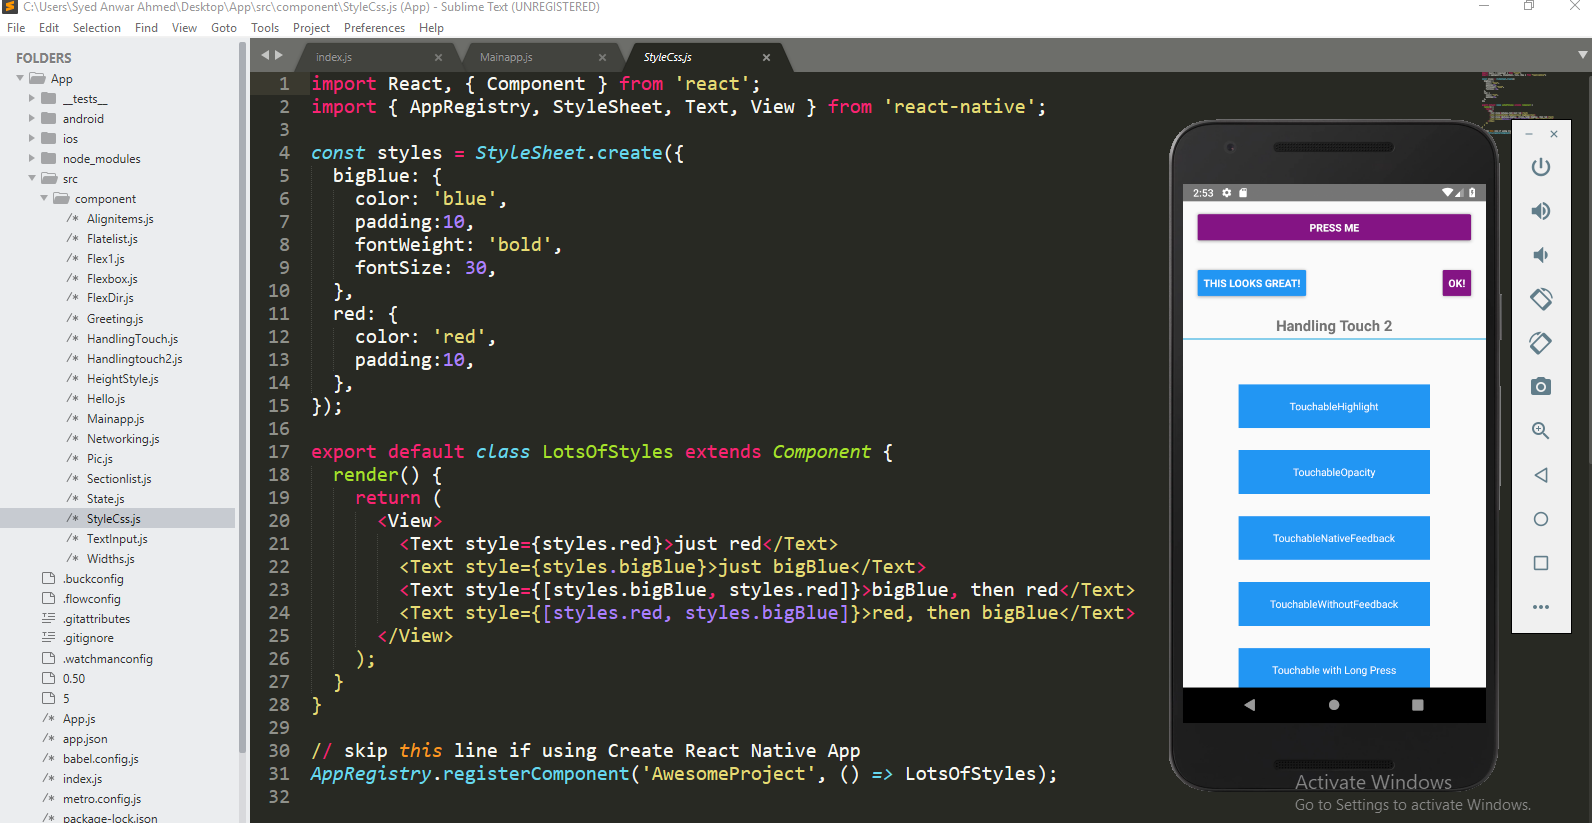 C:\Users\Syed Anwar Ahmed\Desktop\App\src\component\StyleCss.js (App) - Sublime Text (UNREGISTERED)
File Edit Selection Find View Goto Tools Project Preferences Help
FOLDERS
App
__tests__
android
ios
node_modules
src
component
/* Alignitems.js
/* Flatelist.js
/* Flex1.js
/* Flexbox.js
/* FlexDir.js
/* Greeting.js
/* HandlingTouch.js
/* Handlingtouch2.js
/* HeightStyle.js
/* Hello.js
/* Mainapp.js
/* Networking.js
/* Pic.js
/* Sectionlist.js
/* State.js
/* StyleCss.js
/* TextInput.js
/* Widths.js
.buckconfig
.flowconfig
.gitattributes
.gitignore
.watchmanconfig
0.50
5
/* App.js
/* app.json
/* babel.config.js
/* index.js
/* metro.config.js
/* package-lock.json
index.js Mainapp.js StyleCss.js
1 import React, { Component } from 'react';
2 import { AppRegistry, StyleSheet, Text, View } from 'react-native';
3
4 const styles = StyleSheet.create({
5 bigBlue: {
6 color: 'blue',
7 padding:10,
8 fontWeight: 'bold',
9 fontSize: 30,
10 },
11 red: {
12 color: 'red',
13 padding:10,
14 },
15 });
16
17 export default class LotsOfStyles extends Component {
18 render() {
19 return (
20 <View>
21 <Text style={styles.red}>just red</Text>
22 <Text style={styles.bigBlue}>just bigBlue</Text>
23 <Text style={[styles.bigBlue, styles.red]}>bigBlue, then red</Text>
24 <Text style={[styles.red, styles.bigBlue]}>red, then bigBlue</Text>
25 </View>
26 );
27 }
28 }
29
30 // skip this line if using Create React Native App
31 AppRegistry.registerComponent('AwesomeProject', () => LotsOfStyles);
32
2:53
PRESS ME
THIS LOOKS GREAT! OK!
Handling Touch 2
TouchableHighlight
TouchableOpacity
TouchableNativeFeedback
TouchableWithoutFeedback
Touchable with Long Press
Activate Windows
Go to Settings to activate Windows.